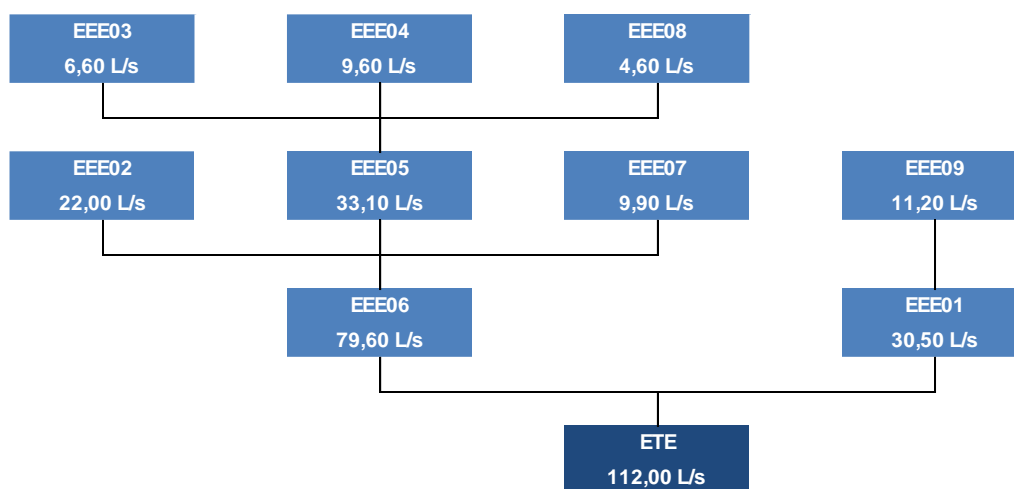 EEE03
6,60 L/s
EEE04
9,60 L/s
EEE08
4,60 L/s
EEE02
22,00 L/s
EEE05
33,10 L/s
EEE07
9,90 L/s
EEE09
11,20 L/s
EEE06
79,60 L/s
EEE01
30,50 L/s
ETE
112,00 L/s